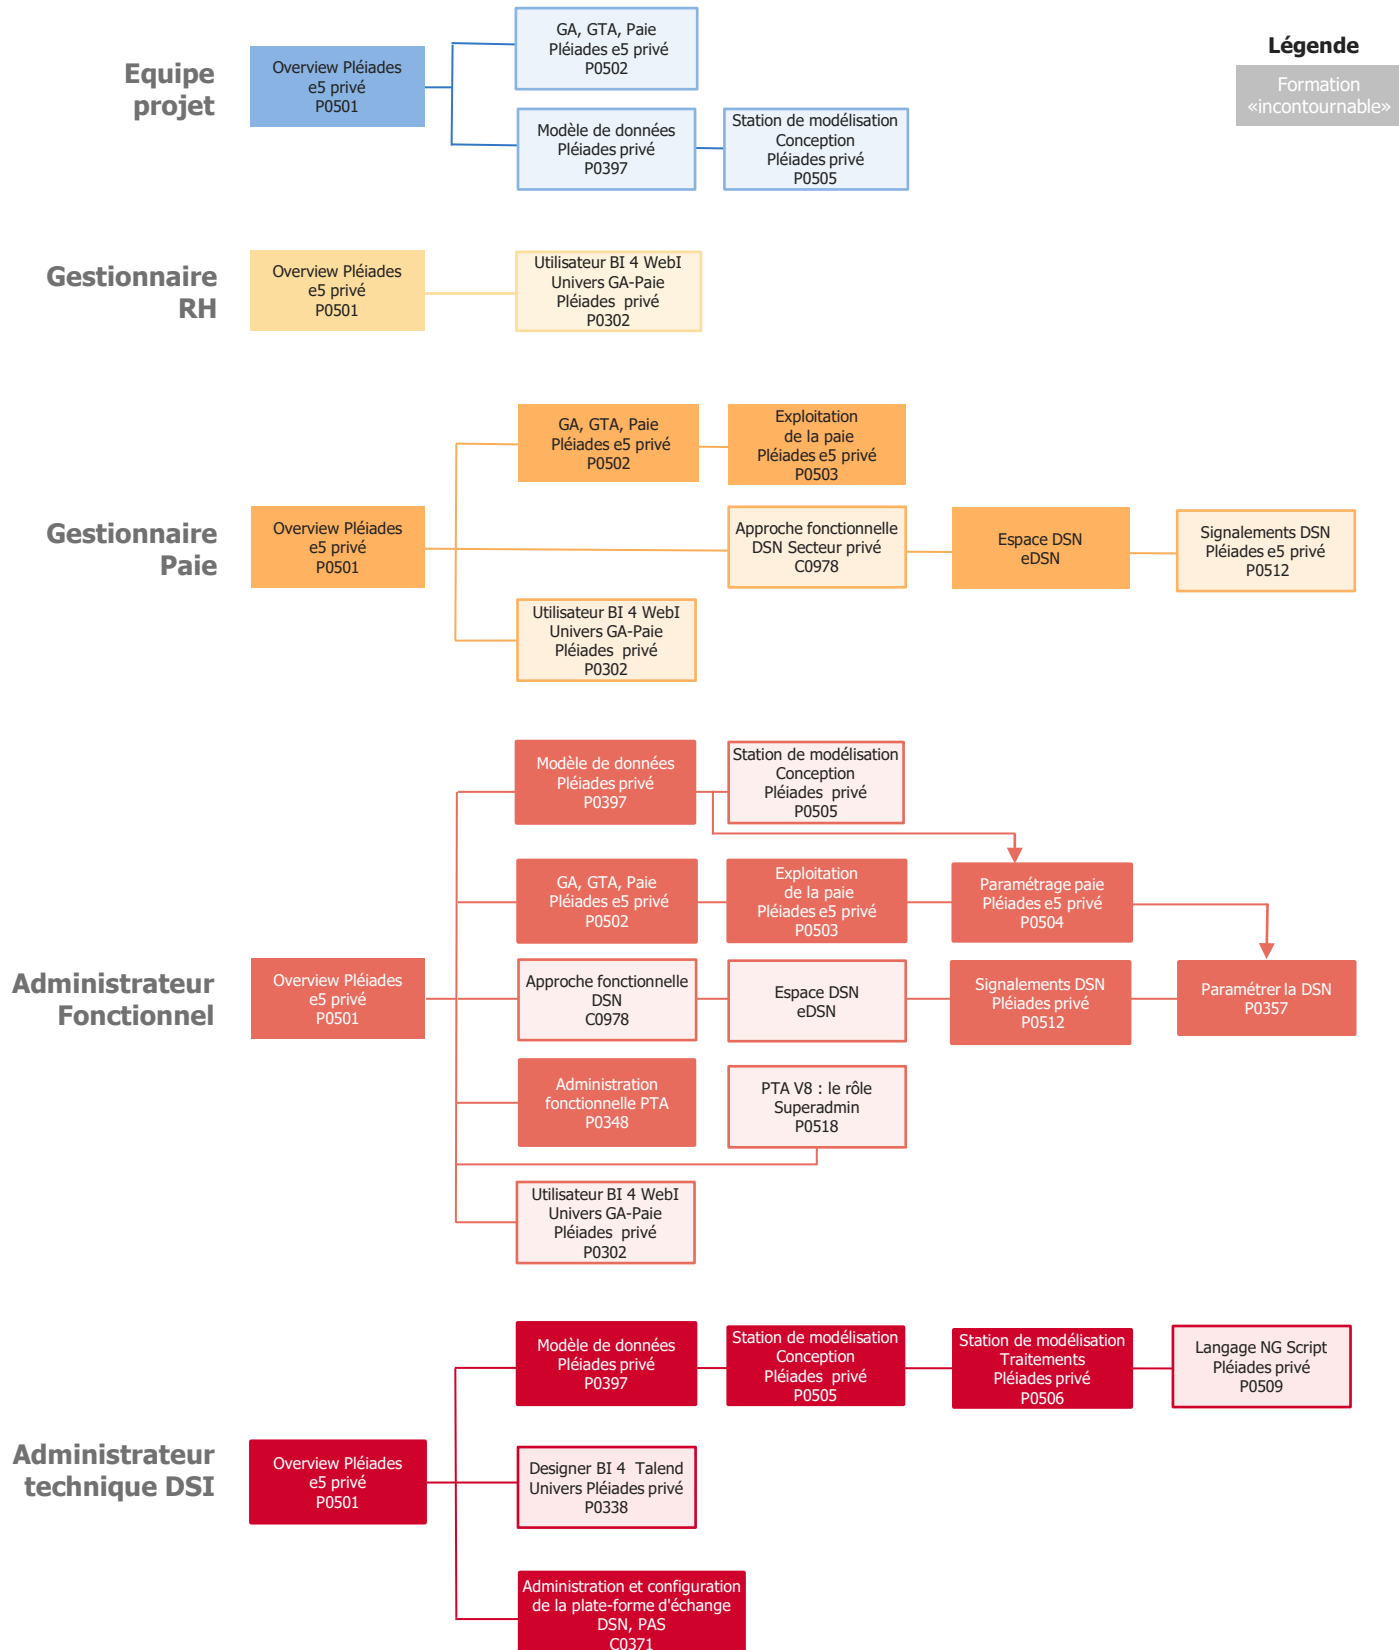 Légende
Formation
«incontournable»
Equipe
projet
Overview Pléiades
e5 privé
P0501
GA, GTA, Paie
Pléiades e5 privé
P0502
Modèle de données
Pléiades privé
P0397
Station de modélisation
Conception
Pléiades privé
P0505
Gestionnaire
RH
Overview Pléiades
e5 privé
P0501
Utilisateur BI 4 WebI
Univers GA-Paie
Pléiades privé
P0302
Gestionnaire
Paie
Overview Pléiades
e5 privé
P0501
GA, GTA, Paie
Pléiades e5 privé
P0502
Exploitation
de la paie
Pléiades e5 privé
P0503
Approche fonctionnelle
DSN Secteur privé
C0978
Espace DSN
eDSN
Signalements DSN
Pléiades e5 privé
P0512
Utilisateur BI 4 WebI
Univers GA-Paie
Pléiades privé
P0302
Administrateur
Fonctionnel
Overview Pléiades
e5 privé
P0501
Modèle de données
Pléiades privé
P0397
Station de modélisation
Conception
Pléiades privé
P0505
GA, GTA, Paie
Pléiades e5 privé
P0502
Exploitation
de la paie
Pléiades e5 privé
P0503
Paramétrage paie
Pléiades e5 privé
P0504
Approche fonctionnelle
DSN
C0978
Espace DSN
eDSN
Signalements DSN
Pléiades privé
P0512
Paramétrer la DSN
P0357
Administration
fonctionnelle PTA
P0348
PTA V8 : le rôle
Superadmin
P0518
Utilisateur BI 4 WebI
Univers GA-Paie
Pléiades privé
P0302
Administrateur
technique DSI
Overview Pléiades
e5 privé
P0501
Modèle de données
Pléiades privé
P0397
Station de modélisation
Conception
Pléiades privé
P0505
Station de modélisation
Traitements
Pléiades privé
P0506
Langage NG Script
Pléiades privé
P0509
Designer BI 4 Talend
Univers Pléiades privé
P0338
Administration et configuration
de la plate-forme d'échange
DSN, PAS
C0371